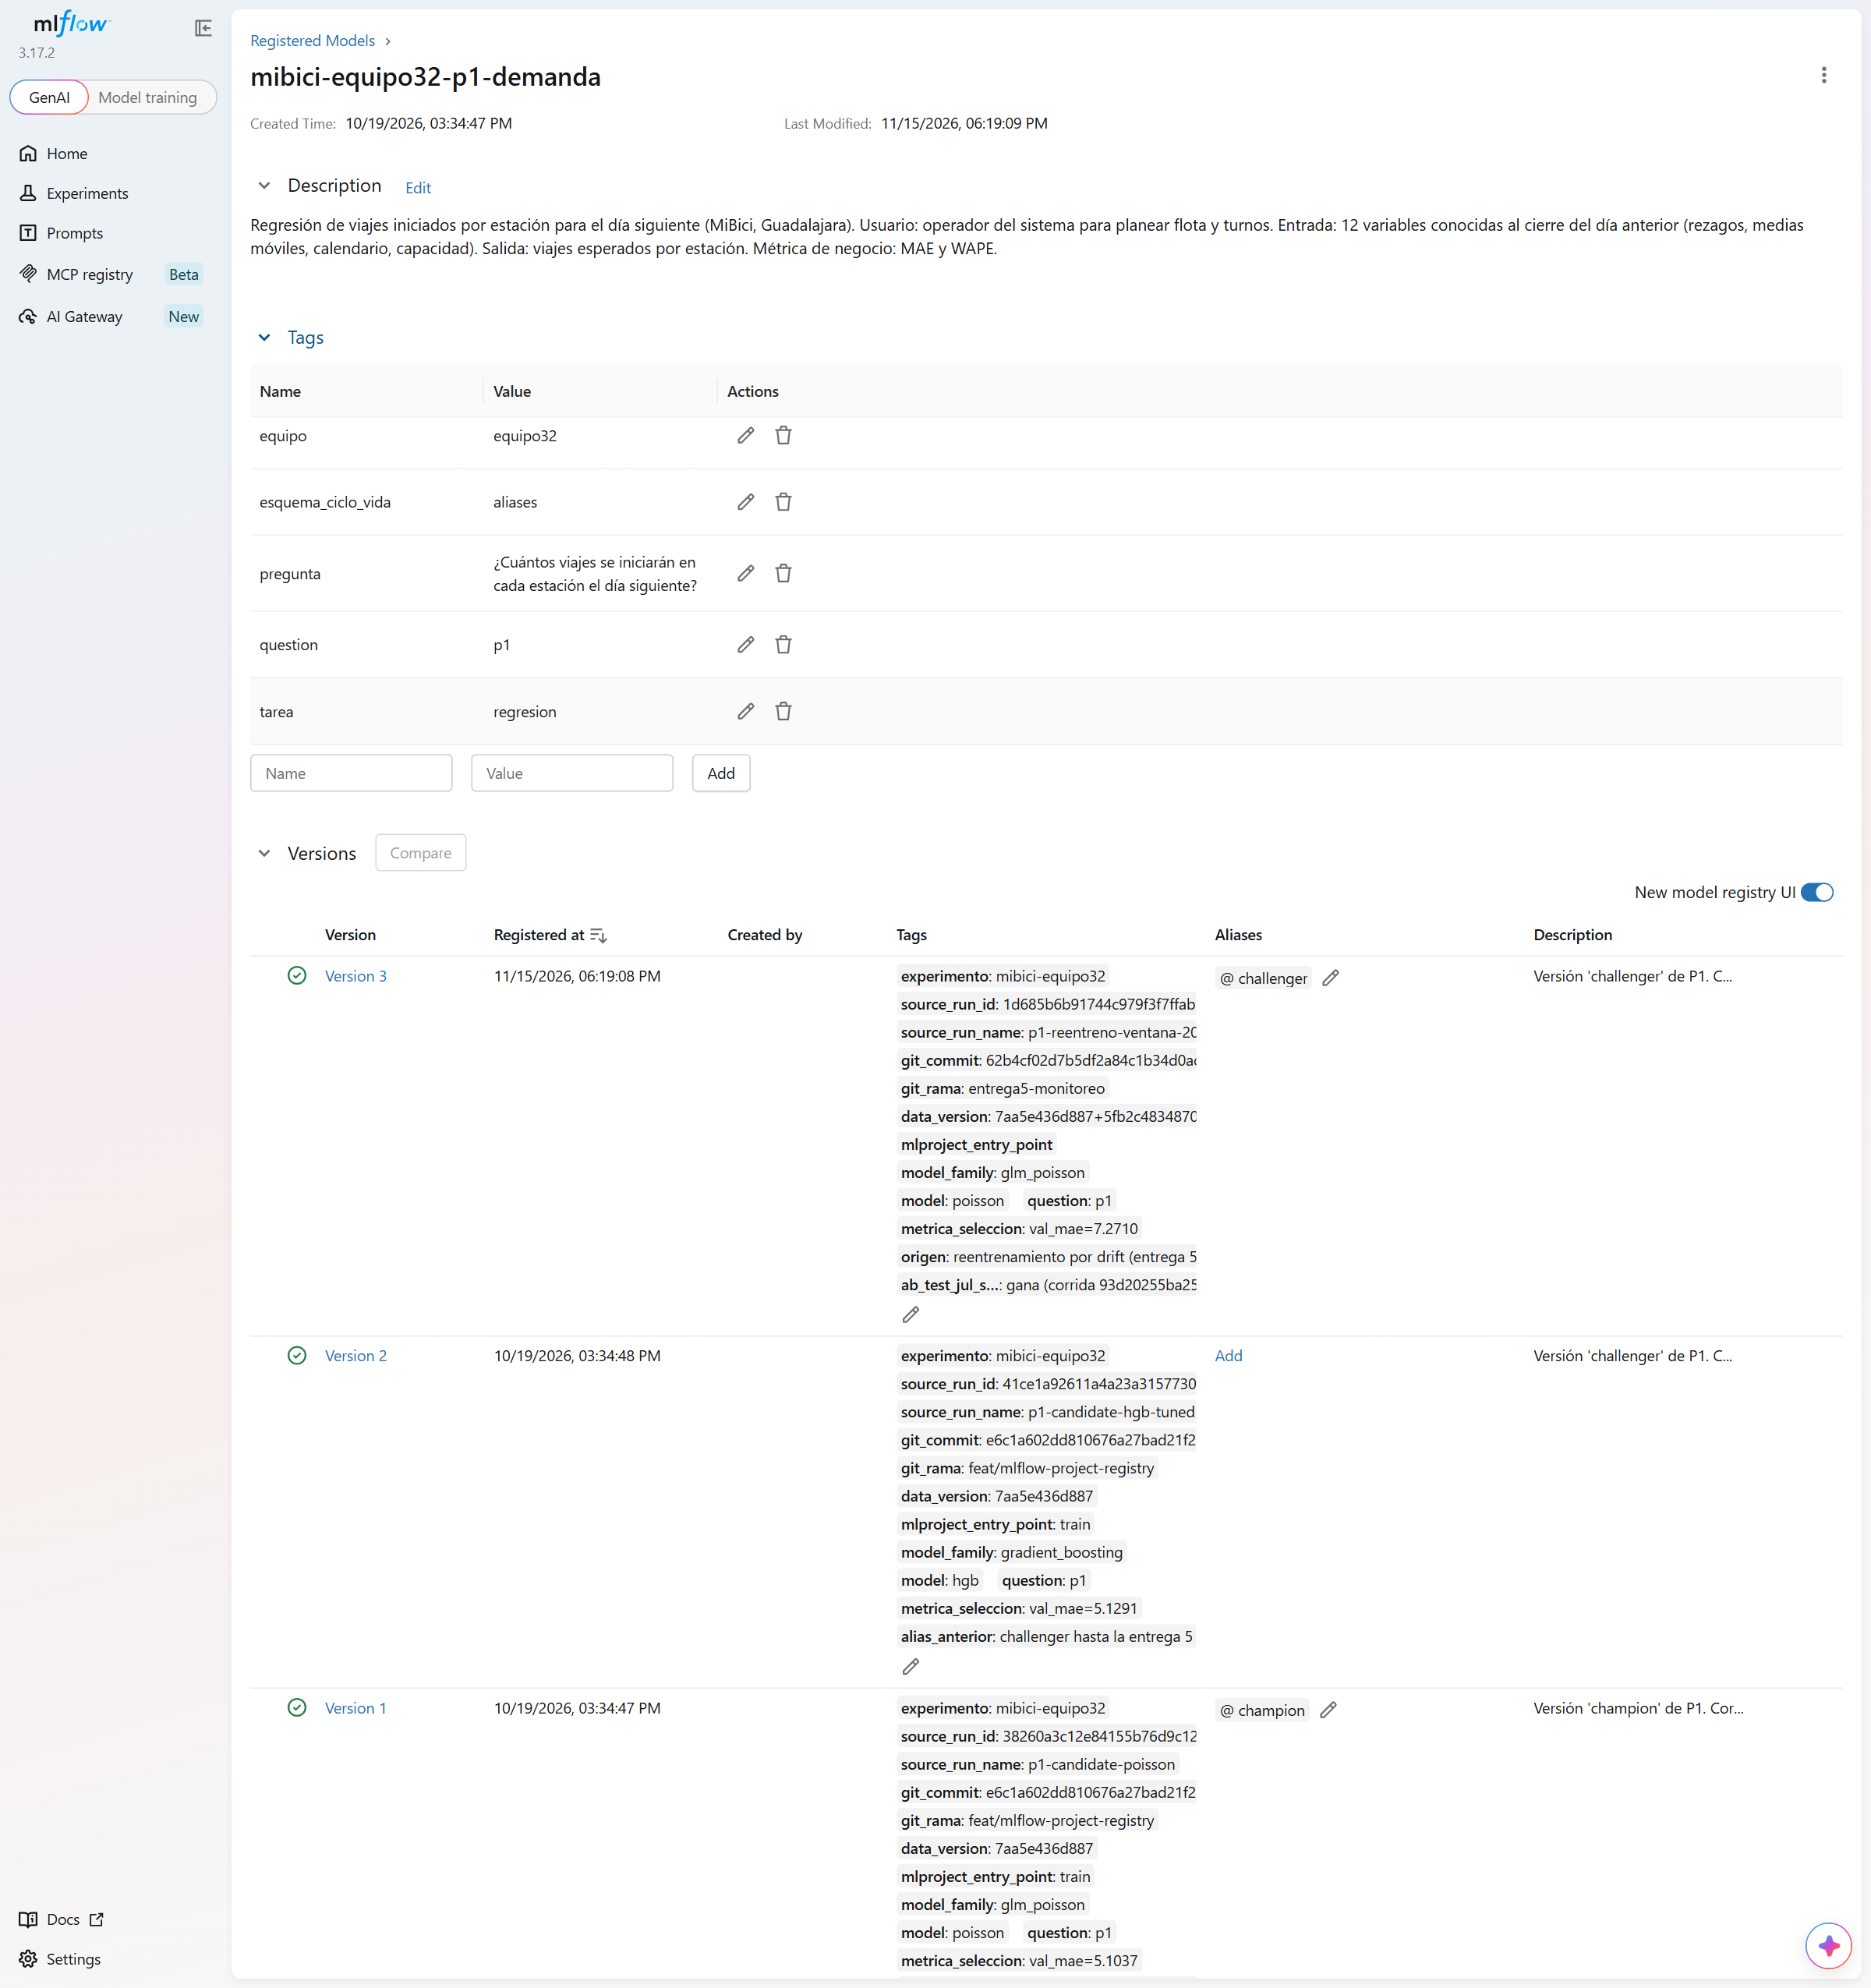 mlflow
3.17.2
GenAI Model training
Home
Experiments
Prompts
MCP registry Beta
AI Gateway New
Docs
Settings
Registered Models ›
mibici-equipo32-p1-demanda
Created Time: 10/19/2026, 03:34:47 PM Last Modified: 11/15/2026, 06:19:09 PM
Description Edit
Regresión de viajes iniciados por estación para el día siguiente (MiBici, Guadalajara). Usuario: operador del sistema para planear flota y turnos. Entrada: 12 variables conocidas al cierre del día anterior (rezagos, medias
móviles, calendario, capacidad). Salida: viajes esperados por estación. Métrica de negocio: MAE y WAPE.
Tags
Name Value Actions
equipo equipo32
esquema_ciclo_vida aliases
pregunta ¿Cuántos viajes se iniciarán en
cada estación el día siguiente?
question p1
tarea regresion
Name Value Add
Versions Compare
New model registry UI
Version Registered at Created by Tags Aliases Description
Version 3 11/15/2026, 06:19:08 PM experimento: mibici-equipo32 @ challenger Versión 'challenger' de P1. C...
source_run_id: 1d685b6b91744c979f3f7ffab
source_run_name: p1-reentreno-ventana-20
git_commit: 62b4cf02d7b5df2a84c1b34d0a
git_rama: entrega5-monitoreo
data_version: 7aa5e436d887+5fb2c4834870
mlproject_entry_point
model_family: glm_poisson
model: poisson question: p1
metrica_seleccion: val_mae=7.2710
origen: reentrenamiento por drift (entrega 5
ab_test_jul_s...: gana (corrida 93d20255ba25
Version 2 10/19/2026, 03:34:48 PM experimento: mibici-equipo32 Add Versión 'challenger' de P1. C...
source_run_id: 41ce1a92611a4a23a3157730
source_run_name: p1-candidate-hgb-tuned
git_commit: e6c1a602dd810676a27bad21f2
git_rama: feat/mlflow-project-registry
data_version: 7aa5e436d887
mlproject_entry_point: train
model_family: gradient_boosting
model: hgb question: p1
metrica_seleccion: val_mae=5.1291
alias_anterior: challenger hasta la entrega 5
Version 1 10/19/2026, 03:34:47 PM experimento: mibici-equipo32 @ champion Versión 'champion' de P1. Cor...
source_run_id: 38260a3c12e84155b76d9c12
source_run_name: p1-candidate-poisson
git_commit: e6c1a602dd810676a27bad21f2
git_rama: feat/mlflow-project-registry
data_version: 7aa5e436d887
mlproject_entry_point: train
model_family: glm_poisson
model: poisson question: p1
metrica_seleccion: val_mae=5.1037